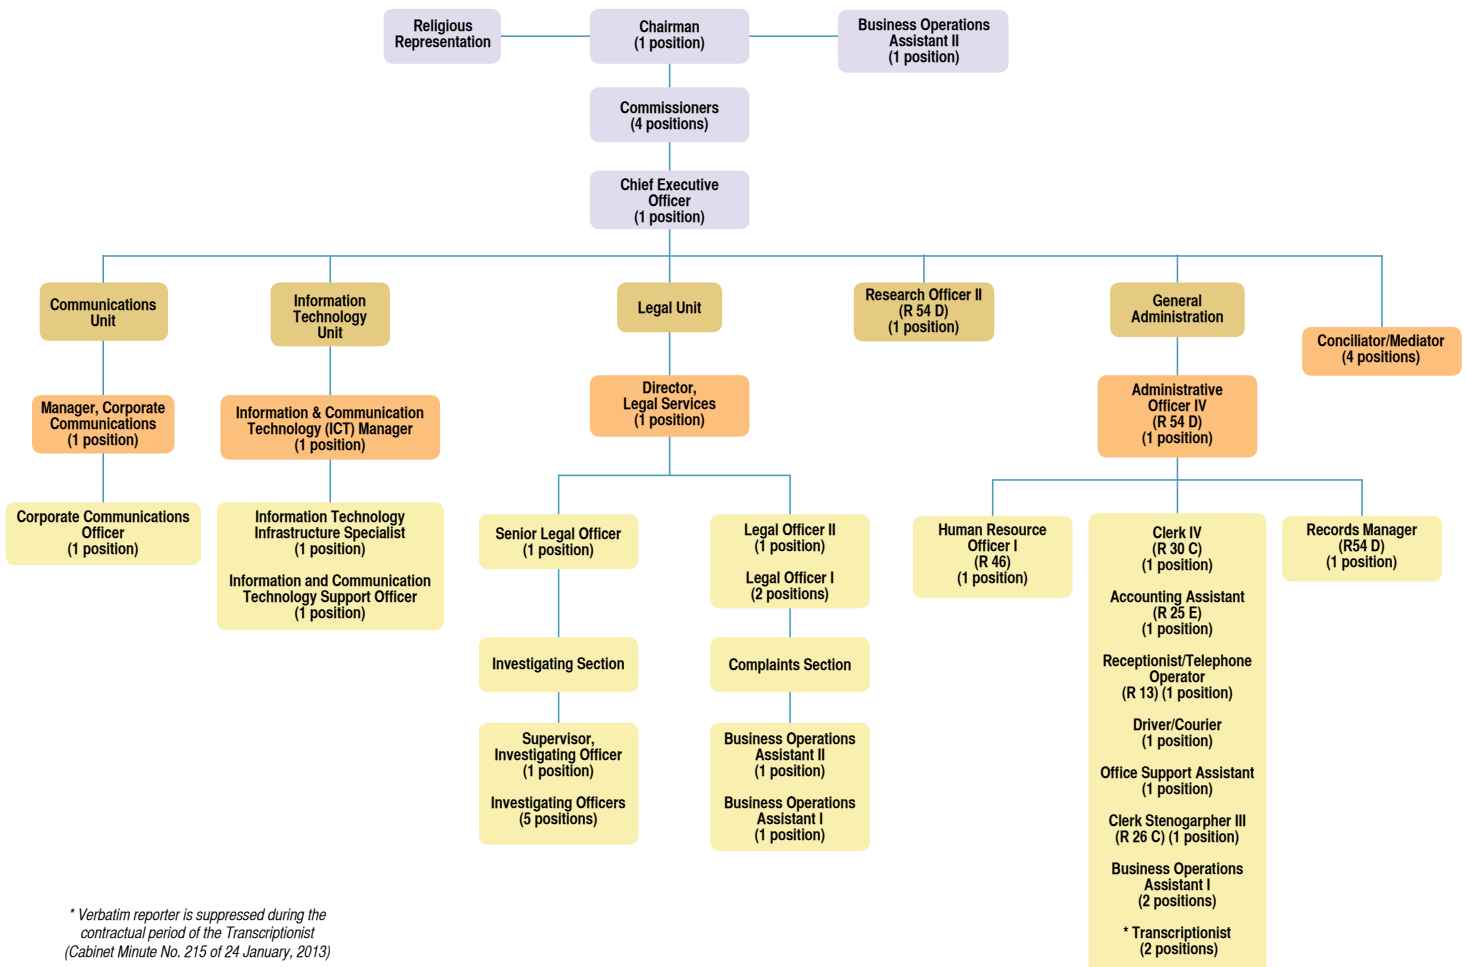 Religious
Representation
Chairman
(1 position)
Business Operations
Assistant II
(1 position)
Commissioners
(4 positions)
Chief Executive
Officer
(1 position)
Communications
Unit
Information
Technology
Unit
Legal Unit
Research Officer II
(R 54 D)
(1 position)
General
Administration
Conciliator/Mediator
(4 positions)
Manager, Corporate
Communications
(1 position)
Information & Communication
Technology (ICT) Manager
(1 position)
Director,
Legal Services
(1 position)
Administrative
Officer IV
(R 54 D)
(1 position)
Corporate Communications
Officer
(1 position)
Information Technology
Infrastructure Specialist
(1 position)
Information and Communication
Technology Support Officer
(1 position)
Senior Legal Officer
(1 position)
Legal Officer II
(1 position)
Legal Officer I
(2 positions)
Human Resource
Officer I
(R 46)
(1 position)
Clerk IV
(R 30 C)
(1 position)
Accounting Assistant
(R 25 E)
(1 position)
Receptionist/Telephone
Operator
(R 13) (1 position)
Driver/Courier
(1 position)
Office Support Assistant
(1 position)
Clerk Stenogarpher III
(R 26 C) (1 position)
Business Operations
Assistant I
(2 positions)
* Transcriptionist
(2 positions)
Records Manager
(R54 D)
(1 position)
Investigating Section
Complaints Section
Supervisor,
Investigating Officer
(1 position)
Investigating Officers
(5 positions)
Business Operations
Assistant II
(1 position)
Business Operations
Assistant I
(1 position)
* Verbatim reporter is suppressed during the
contractual period of the Transcriptionist
(Cabinet Minute No. 215 of 24 January, 2013)